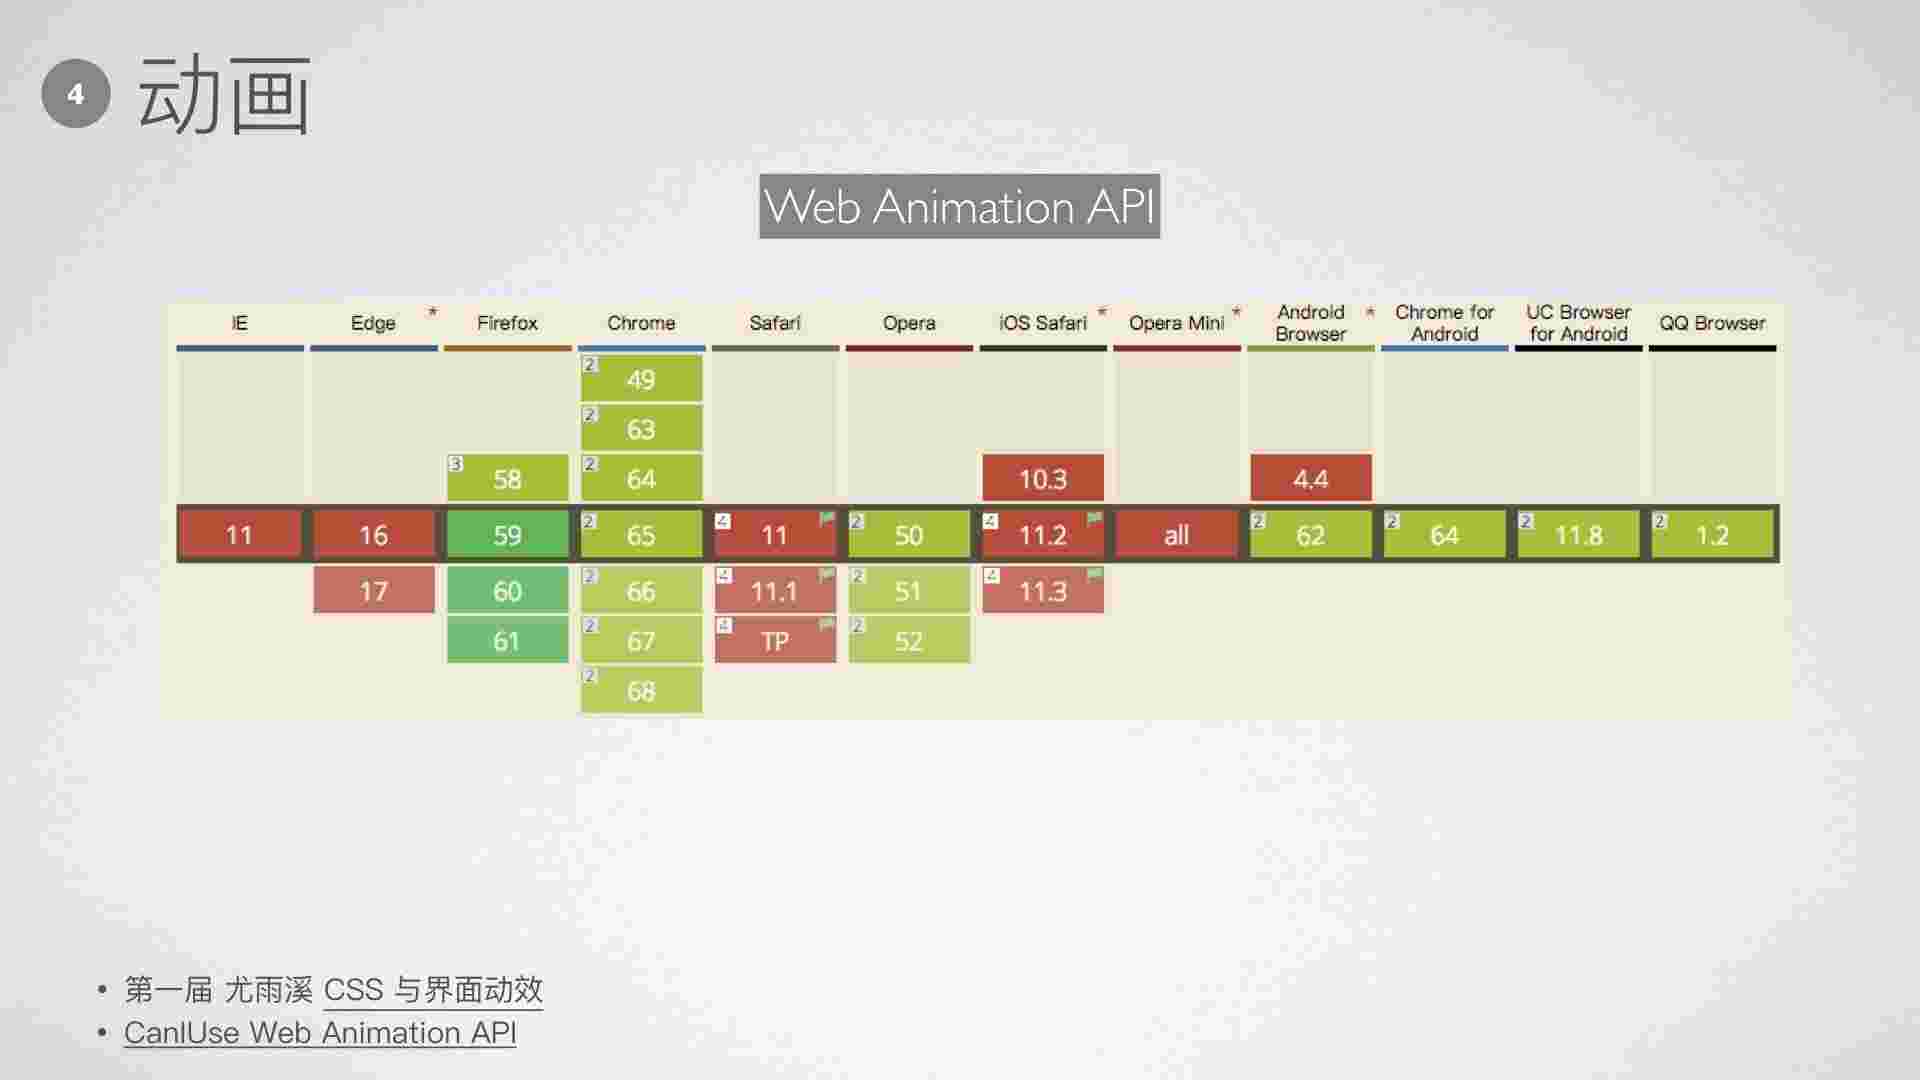 4 动画
Web Animation API
IE Edge * Firefox Chrome Safari Opera iOS Safari * Opera Mini * Android Browser * Chrome for Android UC Browser for Android QQ Browser
2 49
2 63
3 58 2 64 10.3 4.4
11 16 59 2 65 4 11 2 50 4 11.2 all 2 62 2 64 2 11.8 2 1.2
17 60 2 66 4 11.1 2 51 4 11.3
61 2 67 4 TP 2 52
2 68
• 第一届 尤雨溪 CSS 与界面动效
• CanIUse Web Animation API